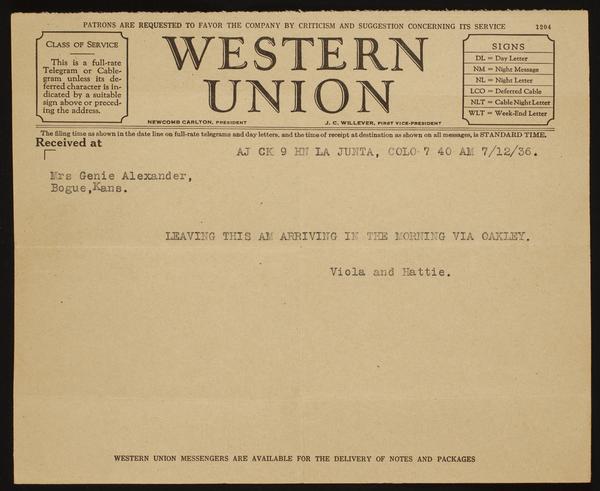 PATRONS ARE REQUESTED TO FAVOR THE COMPANY BY CRITICISM AND SUGGESTION CONCERNING ITS SERVICE
1204
CLASS OF SERVICE
This is a full-rate
Telegram or Cable-
gram unless its de-
ferred character is in-
dicated by a suitable
sign above or preced-
ing the address.
WESTERN
UNION
NEWCOMB CARLTON, PRESIDENT
J. C. WILLEVER, FIRST VICE-PRESIDENT
SIGNS
DL = Day Letter
NM = Night Message
NL = Night Letter
LCO = Deferred Cable
NLT = Cable Night Letter
WLT = Week-End Letter
The filing time as shown in the date line on full-rate telegrams and day letters, and the time of receipt at destination as shown on all messages, is STANDARD TIME.
Received at
AJ CK 9 HN LA JUNTA, COLO 7 40 AM 7/12/36.
Mrs Genie Alexander,
Bogue, Kans.
LEAVING THIS AM ARRIVING IN THE MORNING VIA OAKLEY.
Viola and Hattie.
WESTERN UNION MESSENGERS ARE AVAILABLE FOR THE DELIVERY OF NOTES AND PACKAGES